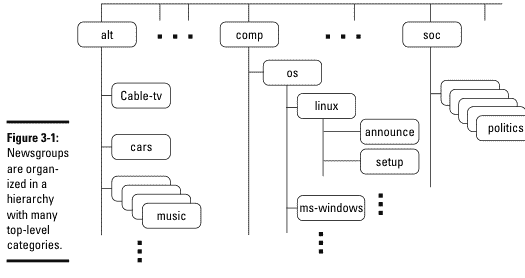 alt
comp
soc
os
Cable-tv
linux
announce
politics
cars
setup
music
ms-windows
Figure 3-1:
Newsgroups
are organ-
ized in a
hierarchy
with many
top-level
categories.